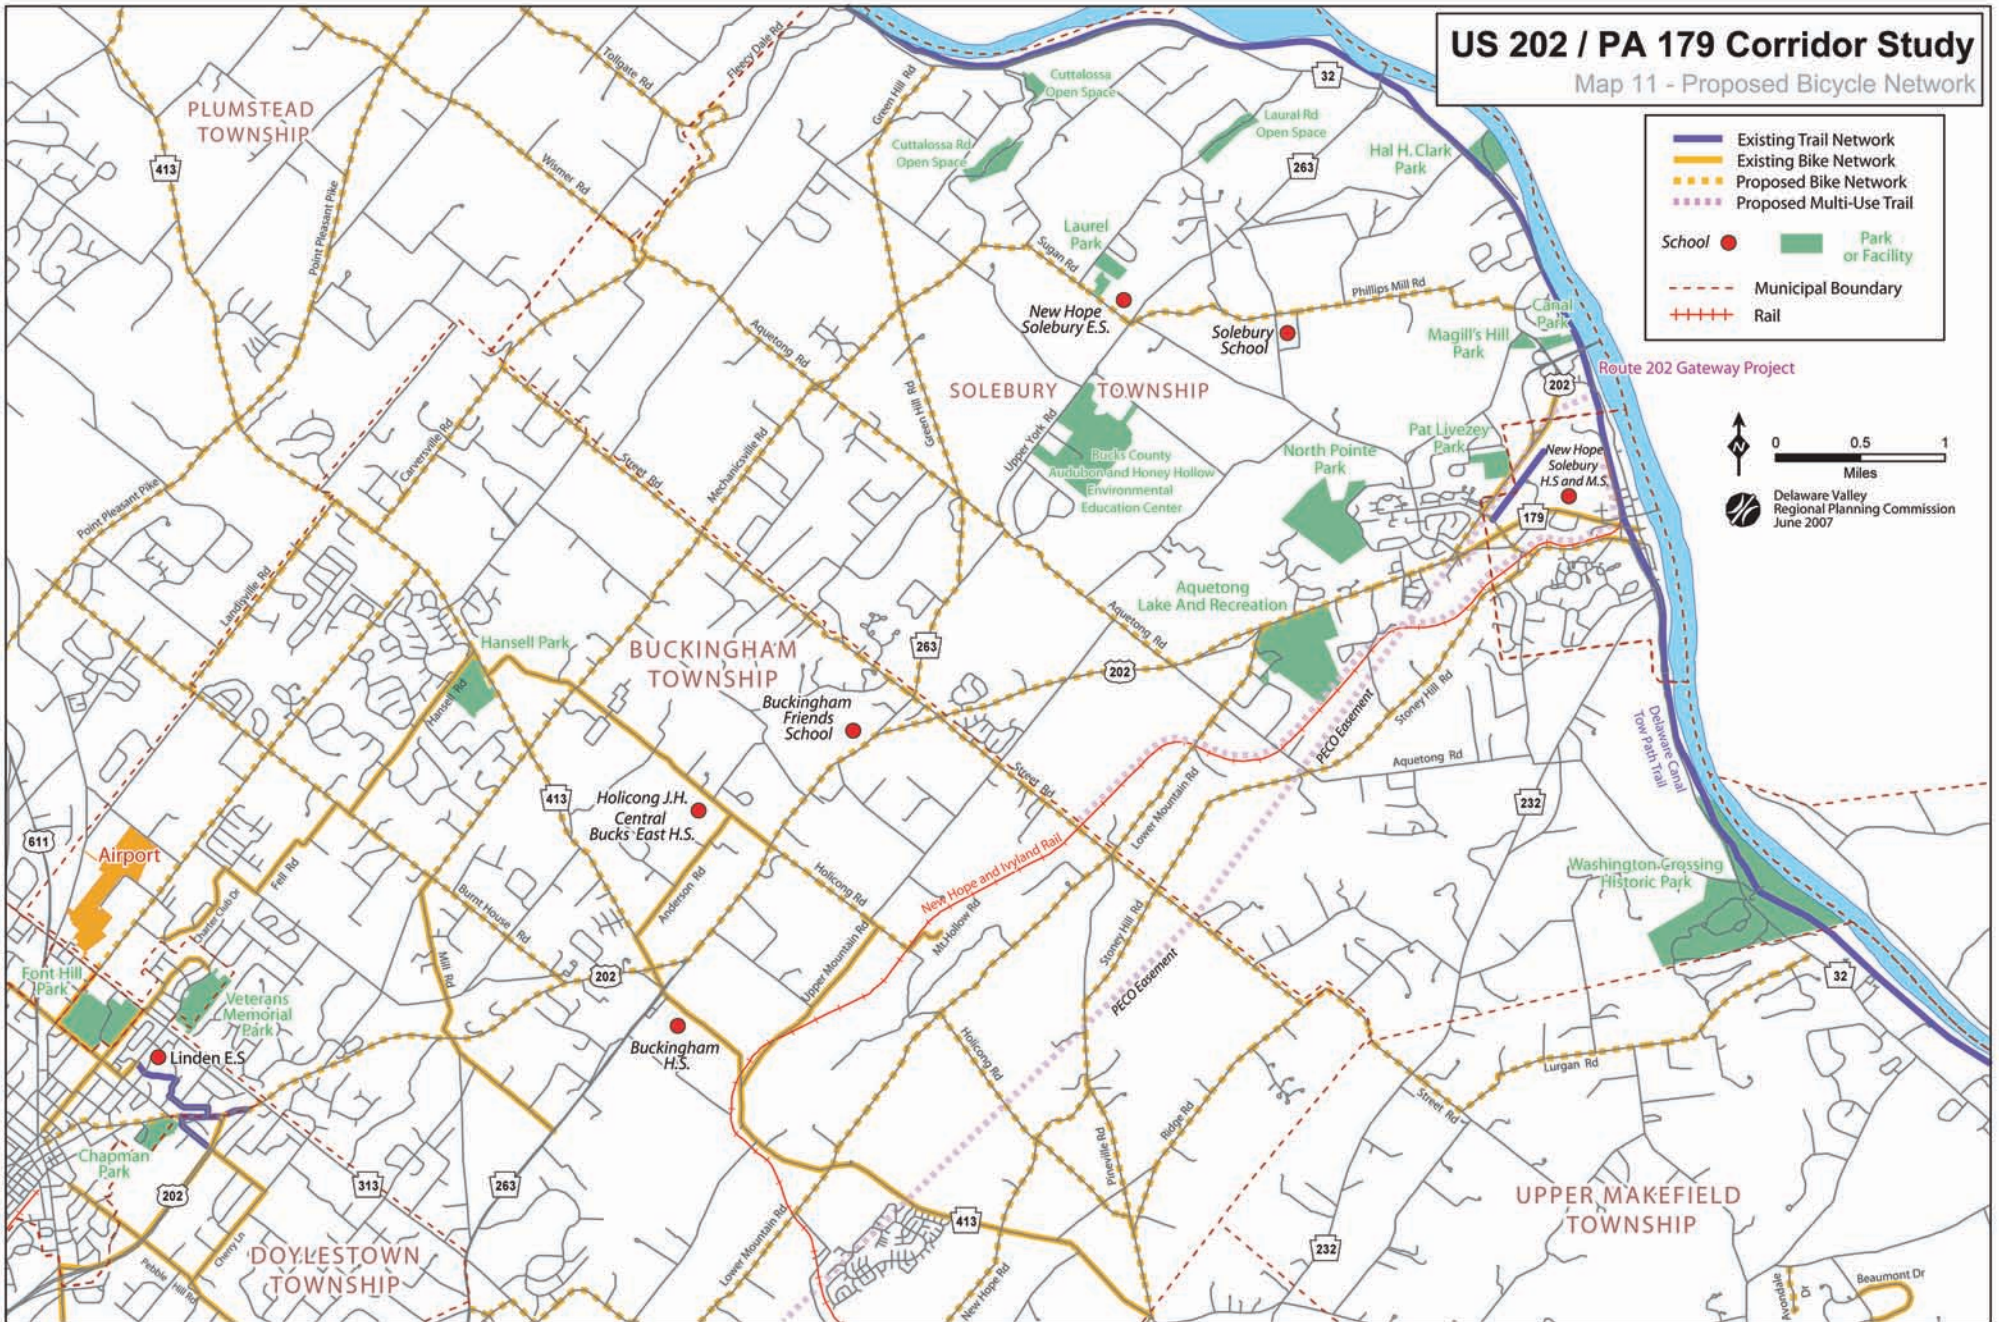 US 202 / PA 179 Corridor Study
Map 11 - Proposed Bicycle Network
Existing Trail Network
Existing Bike Network
Proposed Bike Network
Proposed Multi-Use Trail
School
Park
or Facility
Municipal Boundary
Rail
Route 202 Gateway Project
N
0 0.5 1
Miles
Delaware Valley
Regional Planning Commission
June 2007
PLUMSTEAD
TOWNSHIP
413
Point Pleasant Pike
Tollgate Rd
Fleecy Dale Rd
Wismer Rd
Green Hill Rd
Cuttalossa
Open Space
Cuttalossa Rd
Open Space
Laural Rd
Open Space
32
263
Hal H. Clark
Park
Laurel
Park
Sugan Rd
New Hope
Solebury E.S.
Solebury
School
Phillips Mill Rd
Canal
Park
Magill's Hill
Park
202
Aquetong Rd
Green Hill Rd
SOLEBURY TOWNSHIP
Upper York Rd
Bucks County
Audubon and Honey Hollow
Environmental
Education Center
North Pointe
Park
Pat Livezey
Park
New Hope
Solebury
H.S and M.S.
179
Carversville Rd
Street Rd
Mechanicsville Rd
Point Pleasant Pike
Landisville Rd
Aquetong
Lake And Recreation
Aquetong Rd
Hansell Park
Hansell Rd
BUCKINGHAM
TOWNSHIP
263
202
Buckingham
Friends
School
Stoney Hill Rd
PECO Easement
Aquetong Rd
Delaware Canal
Tow Path Trail
Street Rd
Lower Mountain Rd
232
413
Holicong J.H.
Central
Bucks East H.S.
611
Airport
Fell Rd
Charter Club Dr
Burnt House Rd
Anderson Rd
Holicong Rd
New Hope and Ivyland Rail
Mt.Hollow Rd
Stoney Hill Rd
Washington Crossing
Historic Park
Upper Mountain Rd
Mill Rd
202
PECO Easement
32
Font Hill
Park
Veterans
Memorial
Park
Linden E.S
Buckingham
H.S.
Holicong Rd
Lurgan Rd
Street Rd
Ridge Rd
Pineville Rd
Chapman
Park
202
313
263
413
UPPER MAKEFIELD
TOWNSHIP
232
DOYLESTOWN
TOWNSHIP
Cherry Ln
Pebble Hill Rd
Lower Mountain Rd
New Hope Rd
Avondale Dr
Beaumont Dr